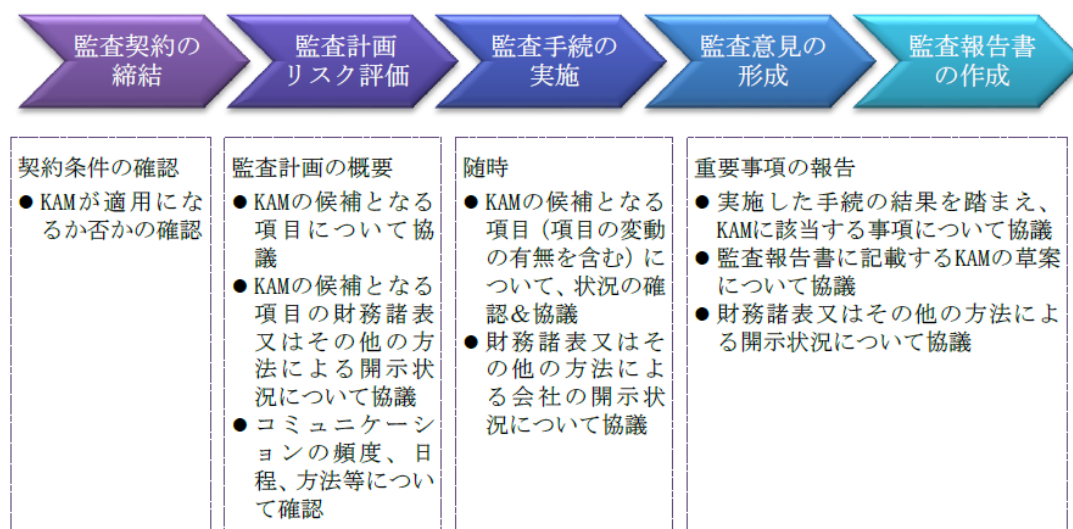 監査契約の
締結
監査計画
リスク評価
監査手続の
実施
監査意見の
形成
監査報告書
の作成
契約条件の確認
● KAMが適用にな
るか否かの確認
監査計画の概要
● KAMの候補となる
項目について協
議
● KAMの候補となる
項目の財務諸表
又はその他の方
法による開示状
況について協議
● コミュニケーシ
ョンの頻度、日
程、方法等につい
て確認
随時
● KAMの候補となる
項目（項目の変動
の有無を含む）に
ついて、状況の確
認&協議
● 財務諸表又はそ
の他の方法によ
る会社の開示状
況について協議
重要事項の報告
● 実施した手続の結果を踏まえ、
KAMに該当する事項について協議
● 監査報告書に記載するKAMの草案
について協議
● 財務諸表又はその他の方法によ
る開示状況について協議